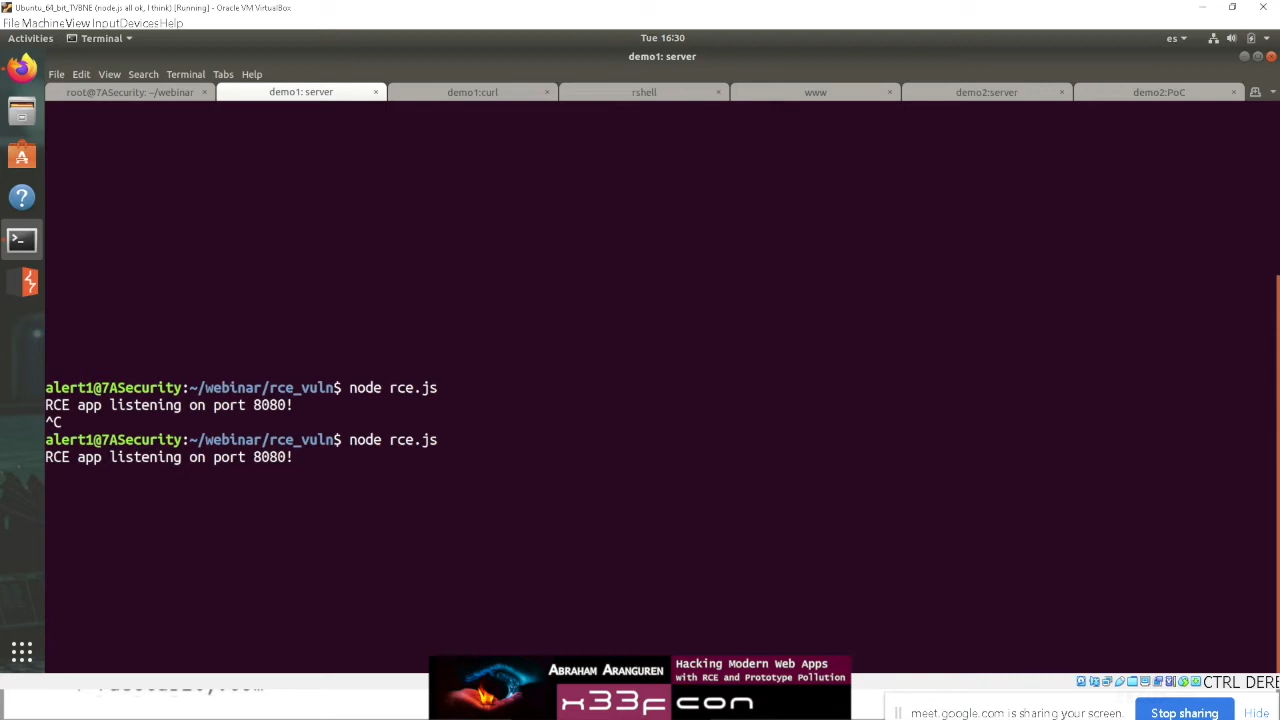 Ubuntu_64_bit_TV8NE (node.js all ok, I think) [Running] - Oracle VM VirtualBox
File Machine View Input Devices Help
Activities Terminal Tue 16:30 es
demo1: server
File Edit View Search Terminal Tabs Help
root@7ASecurity: ~/webinar × demo1: server × demo1:curl × rshell × www × demo2:server × demo2:PoC ×
alert1@7ASecurity:~/webinar/rce_vuln$ node rce.js
RCE app listening on port 8080!
^C
alert1@7ASecurity:~/webinar/rce_vuln$ node rce.js
RCE app listening on port 8080!
ABRAHAM ARANGUREN
Hacking Modern Web Apps
with RCE and Prototype Pollution
x33fcon
CTRL DERE
meet.google.com is sharing your screen. Stop sharing Hide